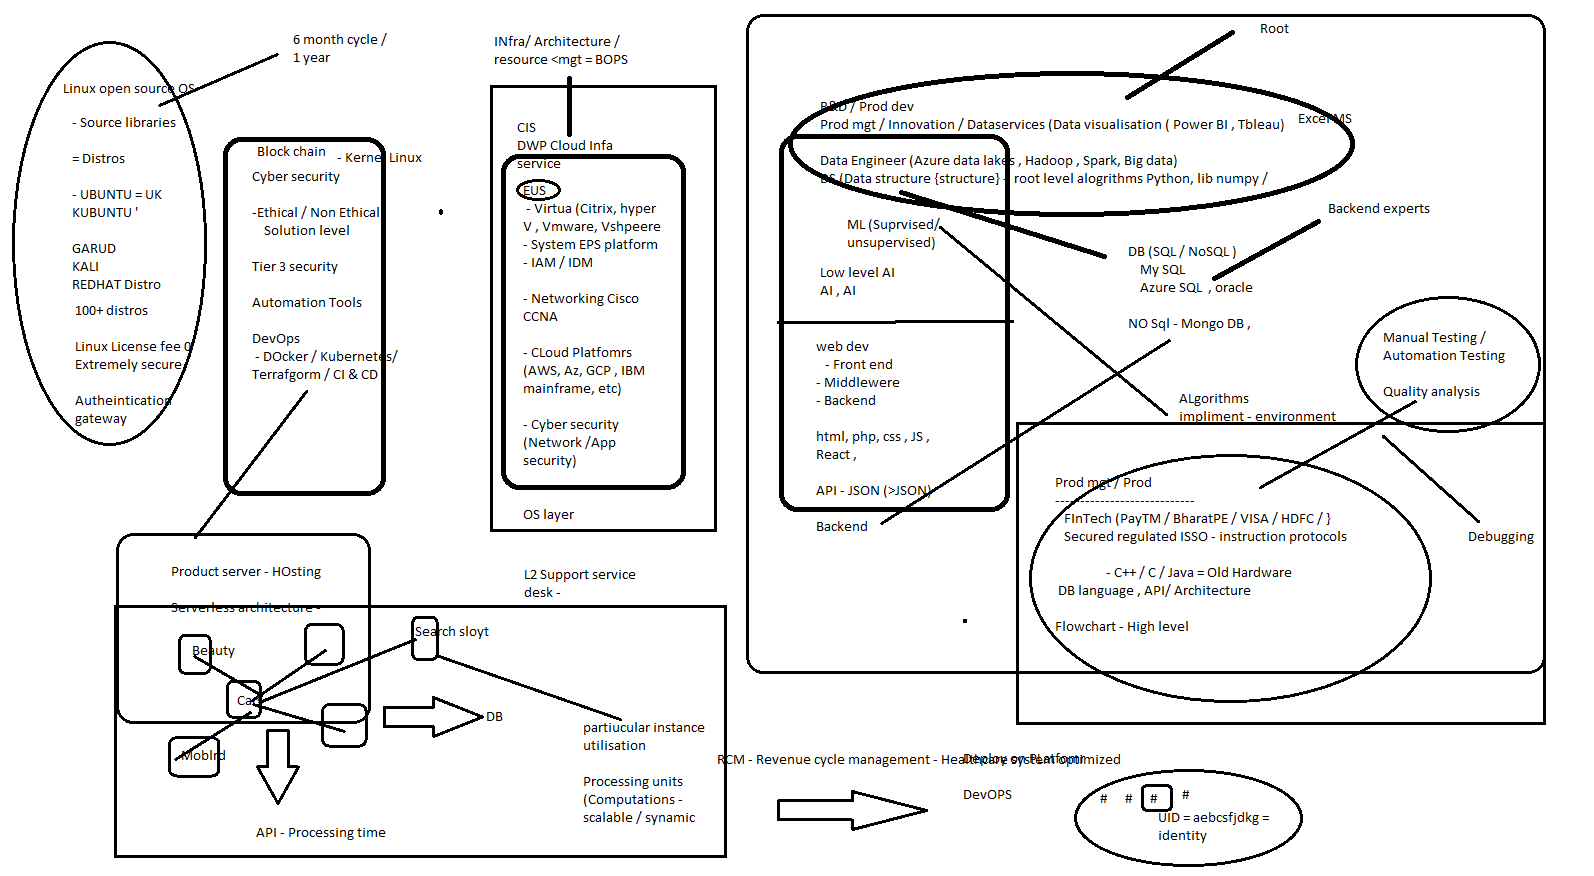 6 month cycle /
1 year
Linux open source OS
- Source libraries
= Distros
- UBUNTU = UK
KUBUNTU '
GARUD
KALI
REDHAT Distro
100+ distros
Linux License fee 0
Extremely secure
Autheintication
gateway
Block chain
- Kernel Linux
Cyber security
-Ethical / Non Ethical
Solution level
Tier 3 security
Automation Tools
DevOps
- DOcker / Kubernetes/
Terrafgorm / CI & CD
INfra/ Architecture /
resource <mgt = BOPS
CIS
DWP Cloud Infa
service
EUS
- Virtua (Citrix, hyper
V , Vmware, Vshpeere
- System EPS platform
- IAM / IDM
- Networking Cisco
CCNA
- CLoud Platfomrs
(AWS, Az, GCP , IBM
mainframe, etc)
- Cyber security
(Network /App
security)
OS layer
L2 Support service
desk -
Root
R&D / Prod dev
Prod mgt / Innovation / Dataservices (Data visualisation ( Power BI , Tbleau)
Excel MS
Data Engineer (Azure data lakes , Hadoop , Spark, Big data)
DS (Data structure {structure} - root level alogrithms Python, lib numpy /
Backend experts
ML (Suprvised/
unsupervised)
Low level AI
AI , AI
DB (SQL / NoSQL )
My SQL
Azure SQL , oracle
NO Sql - Mongo DB ,
web dev
- Front end
- Middlewere
- Backend
html, php, css , JS ,
React ,
API - JSON (>JSON)
Backend
Manual Testing /
Automation Testing
Quality analysis
ALgorithms
impliment - environment
Prod mgt / Prod
------------------------------
FInTech (PayTM / BharatPE / VISA / HDFC / }
Secured regulated ISSO - instruction protocols
- C++ / C / Java = Old Hardware
DB language , API/ Architecture
Flowchart - High level
Debugging
Product server - HOsting
Serverless architecture -
Beauty
Search sloyt
Moblrd
DB
API - Processing time
partiucular instance
utilisation
Processing units
(Computations -
scalable / synamic
RCM - Revenue cycle management - Healthcare system optimized
Deploy on Platform
DevOPS
# # # #
UID = aebcsfjdkg =
identity